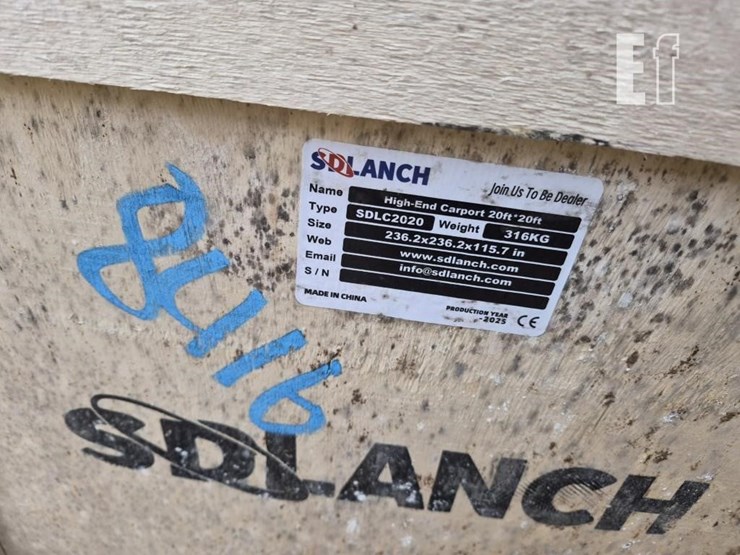 Ef
SDLANCH
Join Us To Be Dealer
Name High-End Carport 20ft*20ft
Type SDLC2020 Weight 316KG
Size 236.2x236.2x115.7 in
Web www.sdlanch.com
Email info@sdlanch.com
S / N
MADE IN CHINA
PRODUCTION YEAR
-2025 CE
8416
SDLANCH